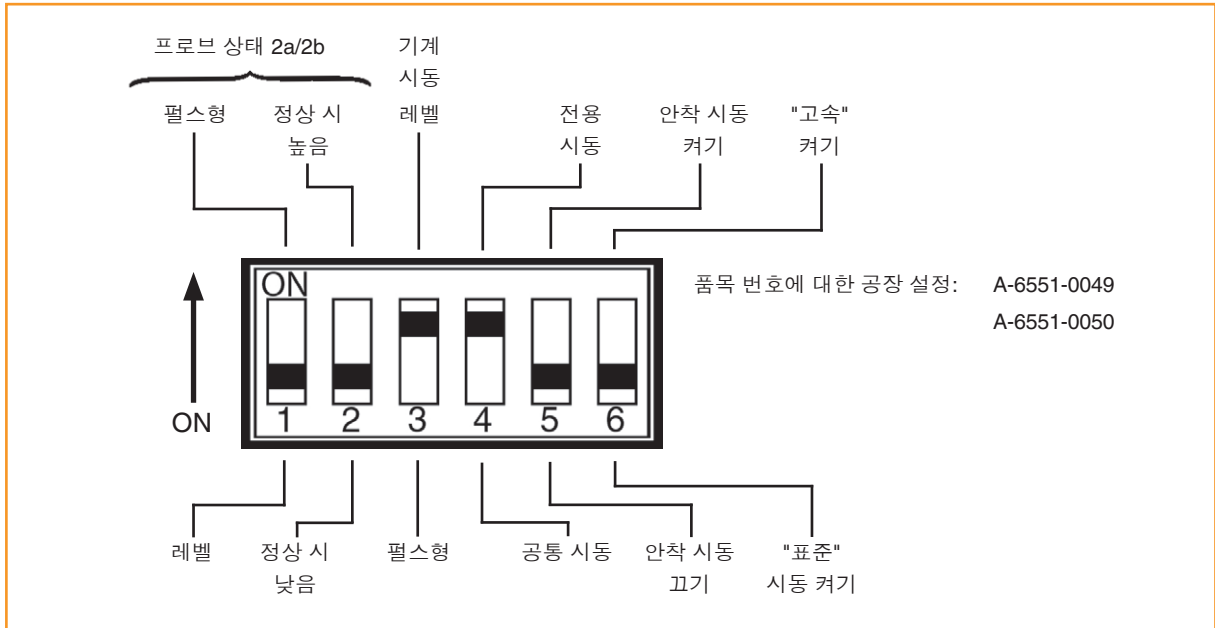 프로브 상태 2a/2b
기계
시동
레벨
펄스형
정상 시
높음
전용
시동
안착 시동
켜기
"고속"
켜기
ON
1 2 3 4 5 6
ON
품목 번호에 대한 공장 설정: A-6551-0049
A-6551-0050
레벨
정상 시
낮음
펄스형
공통 시동
안착 시동
끄기
"표준"
시동 켜기